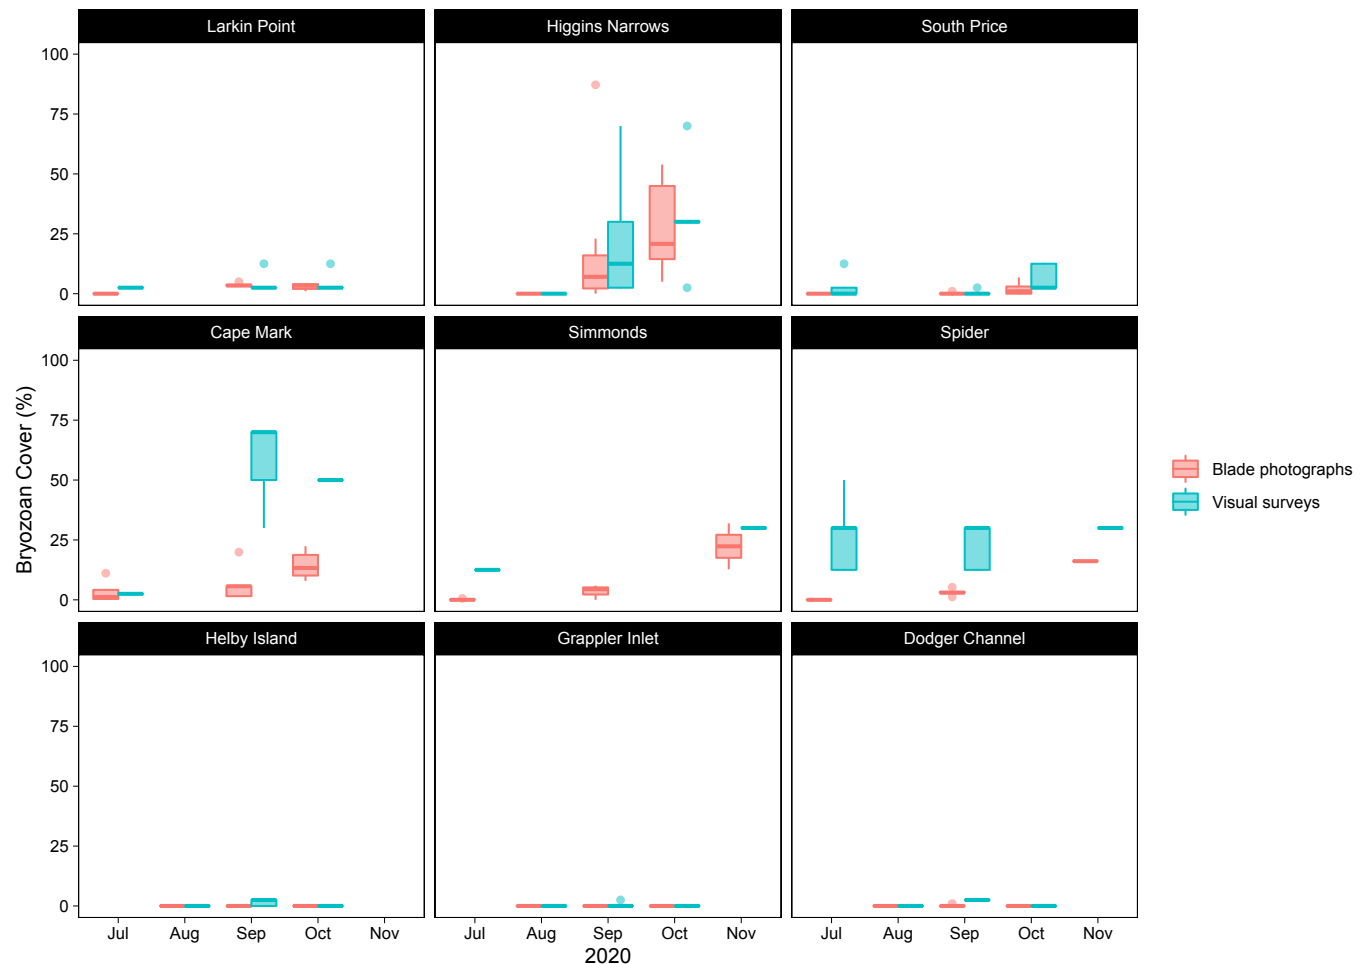 Larkin Point Higgins Narrows South Price
100
75
50
25
0
Cape Mark Simmonds Spider
100
75
50
25
0
Bryozoan Cover (%)
Blade photographs
Visual surveys
Helby Island Grappler Inlet Dodger Channel
100
75
50
25
0
Jul Aug Sep Oct Nov Jul Aug Sep Oct Nov Jul Aug Sep Oct Nov
2020